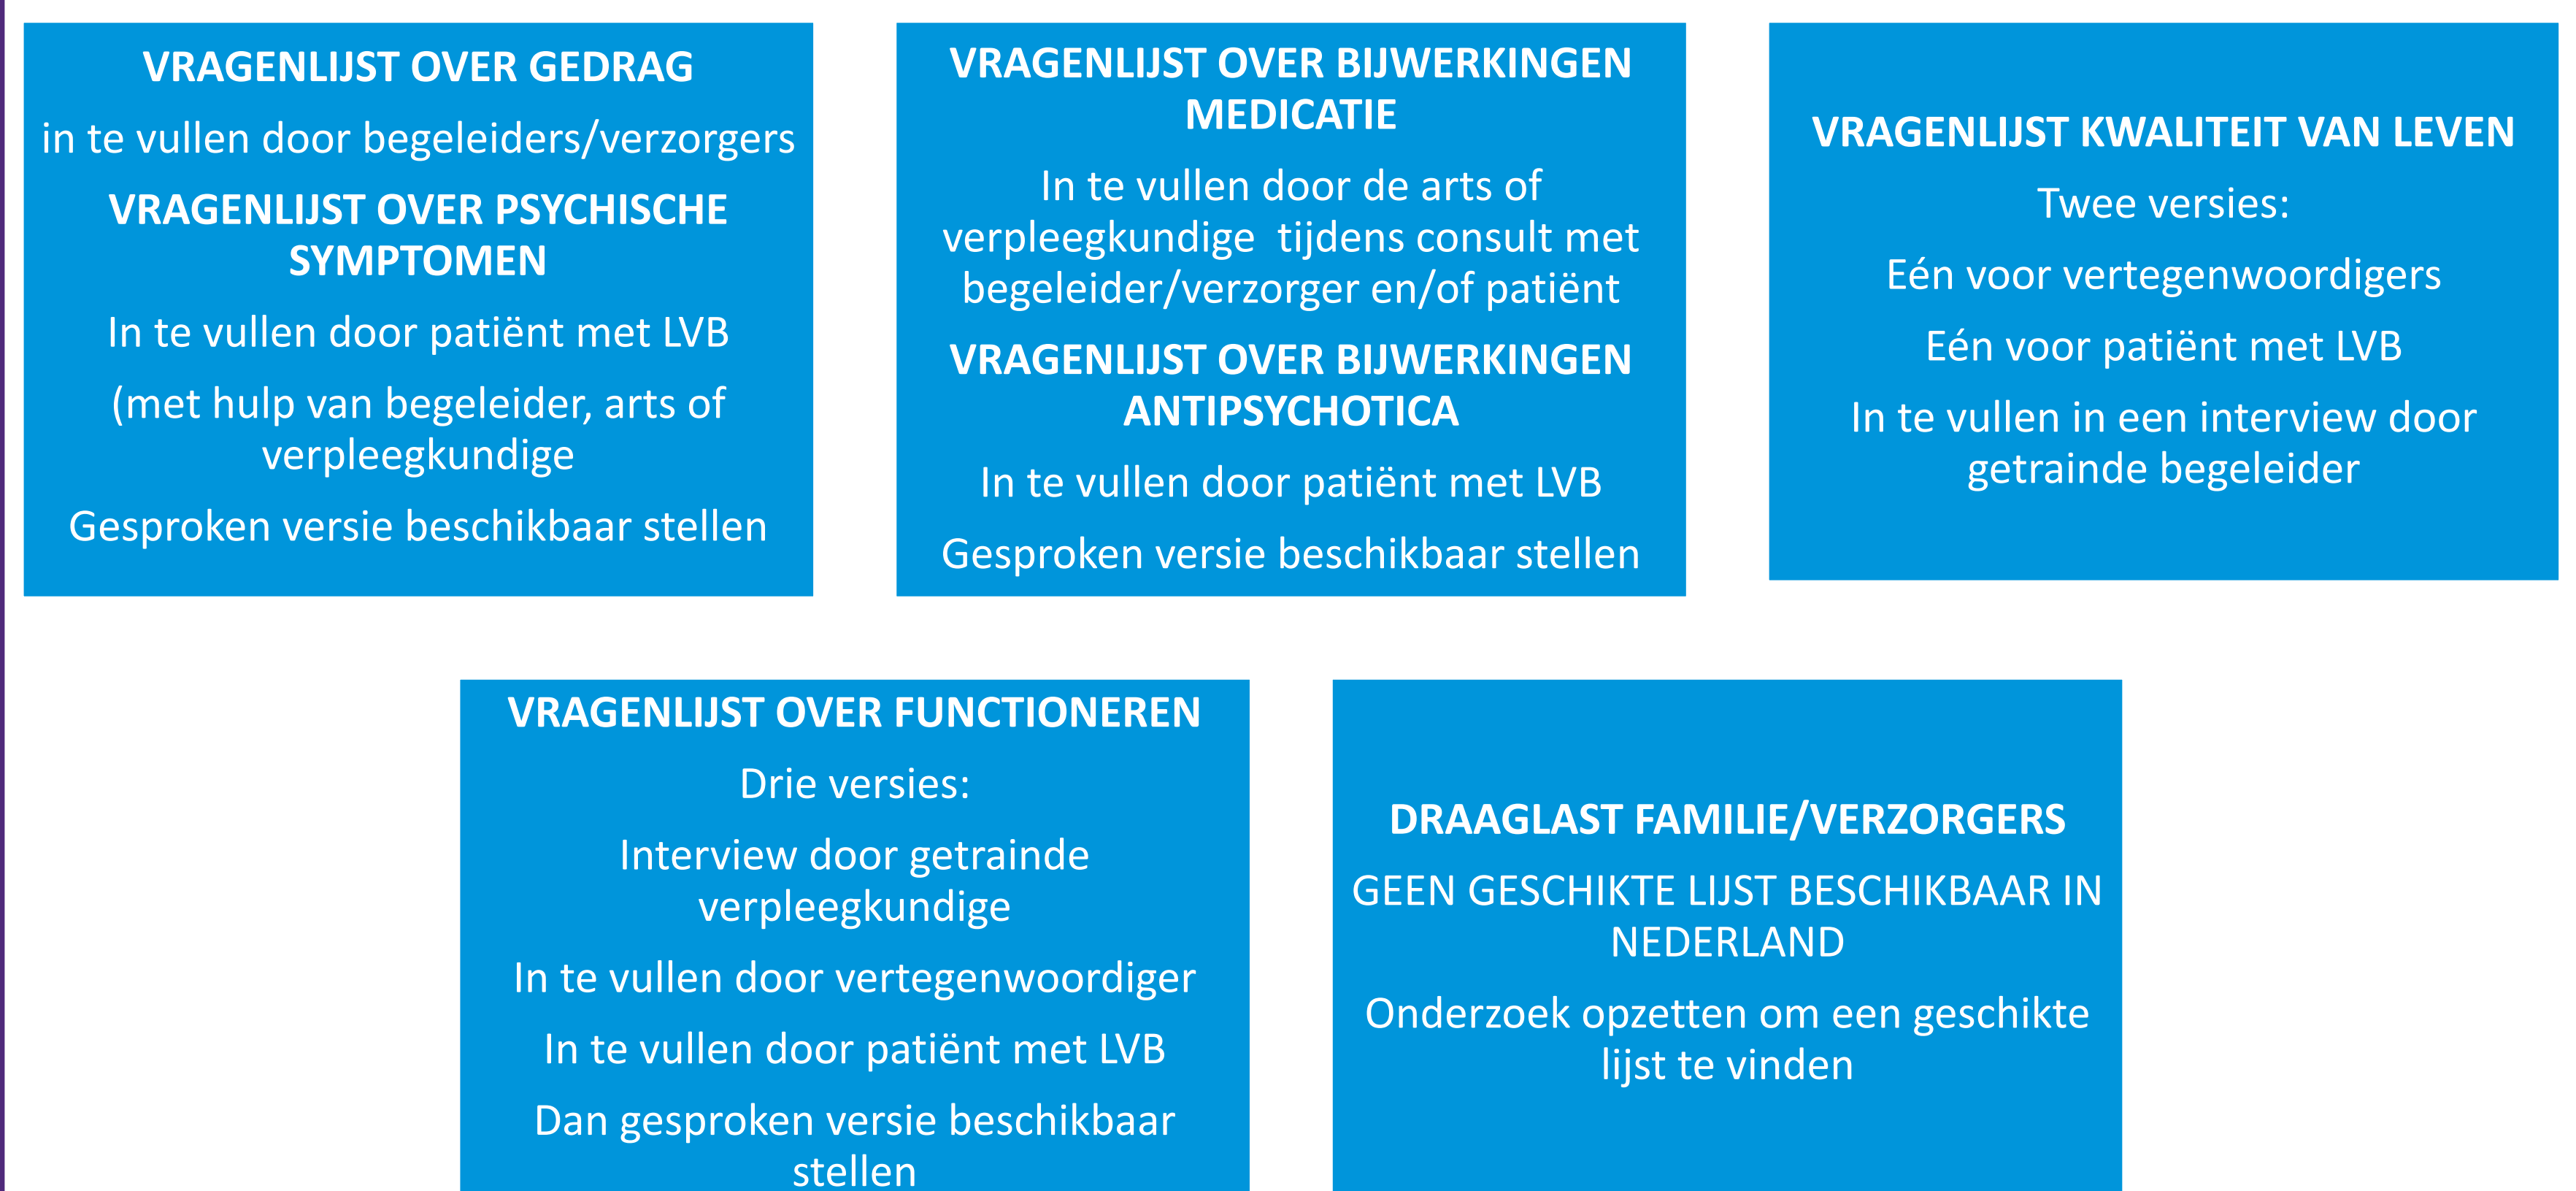 VRAGENLIJST OVER GEDRAG
in te vullen door begeleiders/verzorgers
VRAGENLIJST OVER PSYCHISCHE
SYMPTOMEN
In te vullen door patiënt met LVB
(met hulp van begeleider, arts of
verpleegkundige
Gesproken versie beschikbaar stellen
VRAGENLIJST OVER BIJWERKINGEN
MEDICATIE
In te vullen door de arts of
verpleegkundige tijdens consult met
begeleider/verzorger en/of patiënt
VRAGENLIJST OVER BIJWERKINGEN
ANTIPSYCHOTICA
In te vullen door patiënt met LVB
Gesproken versie beschikbaar stellen
VRAGENLIJST KWALITEIT VAN LEVEN
Twee versies:
Eén voor vertegenwoordigers
Eén voor patiënt met LVB
In te vullen in een interview door
getrainde begeleider
VRAGENLIJST OVER FUNCTIONEREN
Drie versies:
Interview door getrainde
verpleegkundige
In te vullen door vertegenwoordiger
In te vullen door patiënt met LVB
Dan gesproken versie beschikbaar
stellen
DRAAGLAST FAMILIE/VERZORGERS
GEEN GESCHIKTE LIJST BESCHIKBAAR IN
NEDERLAND
Onderzoek opzetten om een geschikte
lijst te vinden